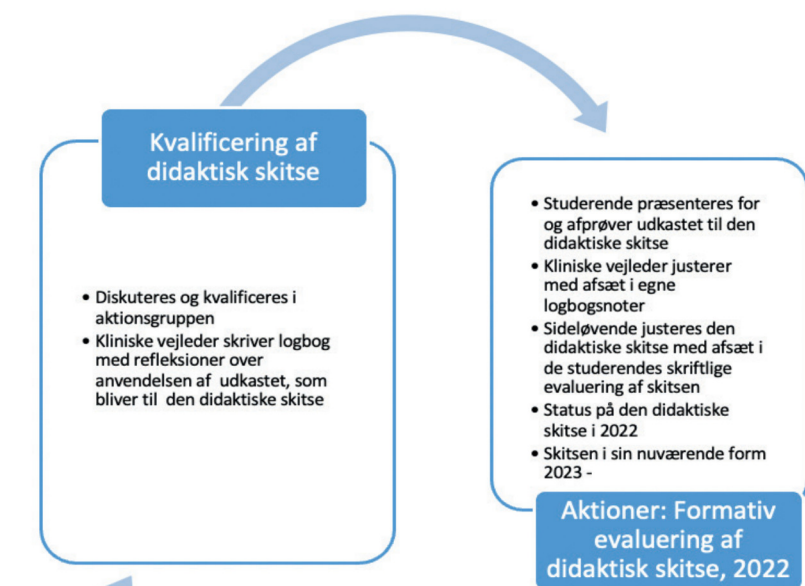 Kvalificering af
didaktisk skitse
• Diskuteres og kvalificeres i
aktionsgruppen
• Kliniske vejleder skriver logbog
med refleksioner over
anvendelsen af udkastet, som
bliver til den didaktiske skitse
• Studerende præsenteres for
og afprøver udkastet til den
didaktiske skitse
• Kliniske vejleder justerer
med afsæt i egne
logbogsnoter
• Sideløvende justeres den
didaktiske skitse med afsæt i
de studerendes skriftlige
evaluering af skitsen
• Status på den didaktiske
skitse i 2022
• Skitsen i sin nuværende form
2023 -
Aktioner: Formativ
evaluering af
didaktisk skitse, 2022